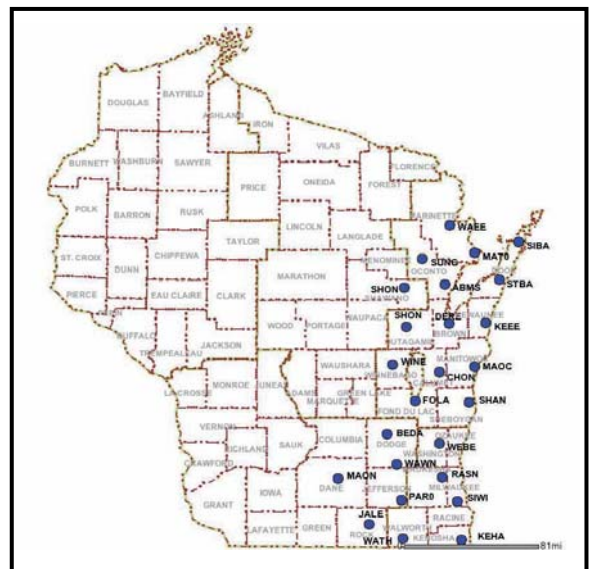 BAYFIELD
DOUGLAS
ASHLAND
IRON
VILAS
FLORENCE
BURNETT
WASHBURN
SAWYER
PRICE
ONEIDA
FOREST
MARINETTE
WAEE
POLK
BARRON
RUSK
LINCOLN
LANGLADE
SIBA
TAYLOR
MA70
SUNG
OCONTO
DOOR
ST. CROIX
DUNN
CHIPPEWA
MENOMINEE
MARATHON
STBA
PIERCE
EAU CLAIRE
CLARK
SHON
SHAWANO
ABMS
PEPIN
BUFFALO
WOOD
PORTAGE
WAUPACA
SHON
DEPE
KEWAUNEE
KEEE
TREMPEALEAU
JACKSON
OUTAGAMIE
BROWN
WAUSHARA
WINE
WINNEBAGO
MANITOWOC
MAOC
LACROSSE
MONROE
JUNEAU
ADAMS
MARQUETTE
GREEN LAKE
CALUMET
CHON
FOLA
FOND DU LAC
SHAN
SHEBOYGAN
VERNON
RICHLAND
SAUK
COLUMBIA
BEDA
DODGE
OZAUKEE
WEBE
WASHINGTON
CRAWFORD
WAWN
WAUKESHA
MAON
DANE
JEFFERSON
RASN
MILWAUKEE
GRANT
IOWA
PAR0
SIWI
LAFAYETTE
GREEN
JALE
ROCK
WALWORTH
RACINE
WATH
KENOSHA
KEHA
81mi